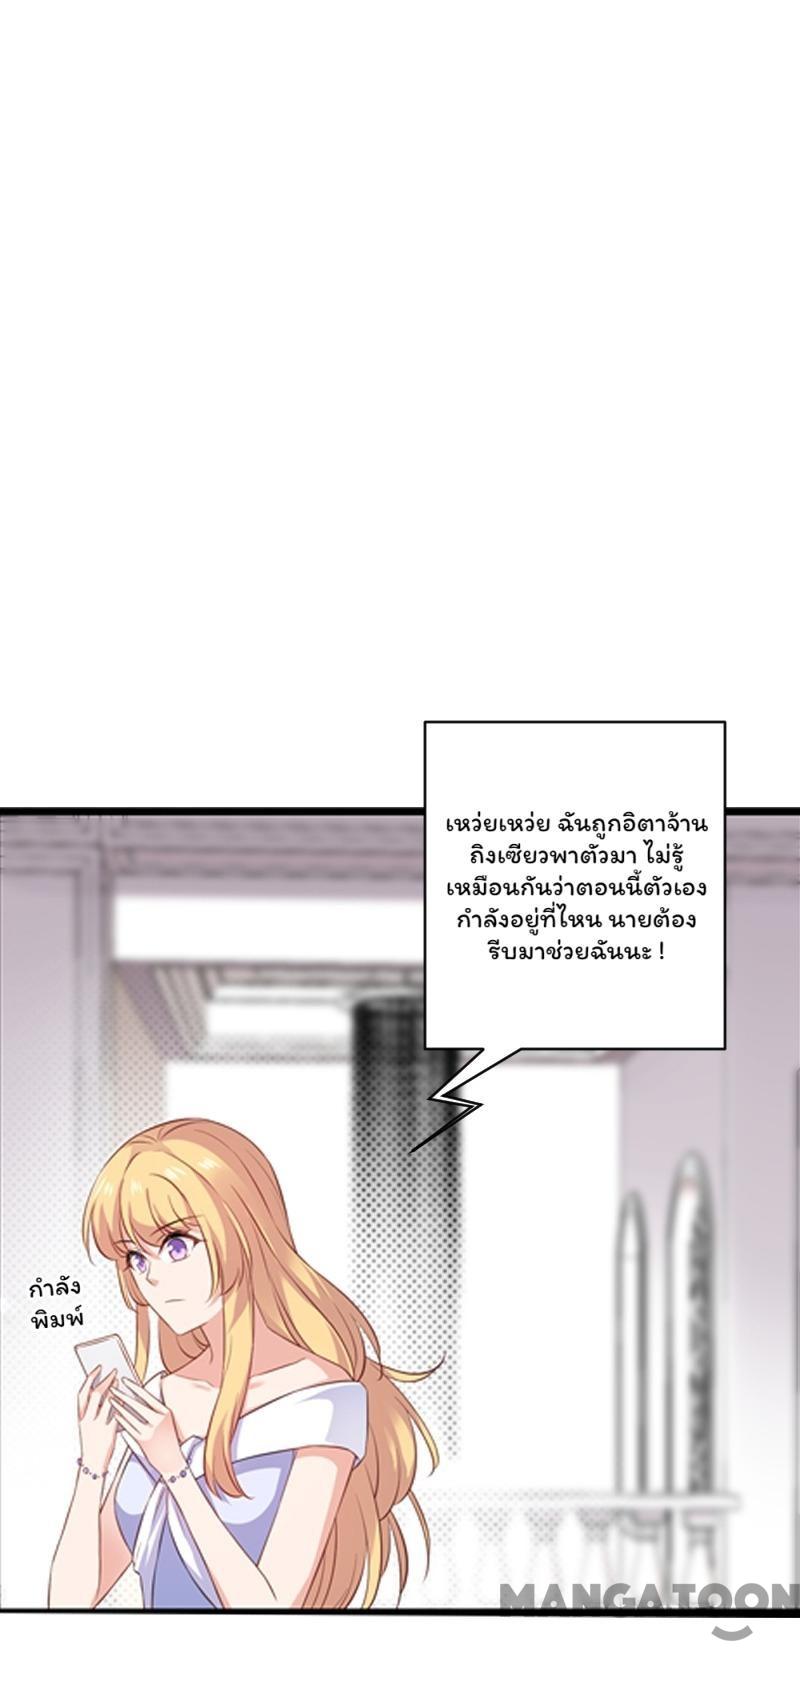 เหว่ยเหว่ย ฉันถูกอิตาจ้าน
ถิงเซียวพาตัวมา ไม่รู้
เหมือนกันว่าตอนนี้ตัวเอง
กำลังอยู่ที่ไหน นายต้อง
รีบมาช่วยฉันนะ !
กำลัง
พิมพ์
MANGATOON